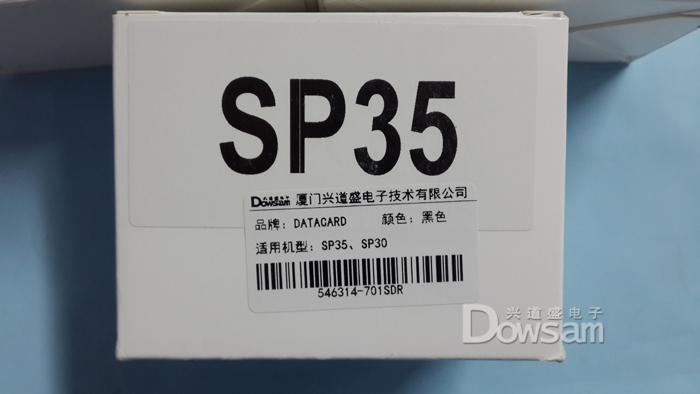 SP35
Dowsam 厦门兴道盛电子技术有限公司
品牌: DATACARD 颜色: 黑色
适用机型: SP35、SP30
546314-701SDR
兴道盛电子
Dowsam